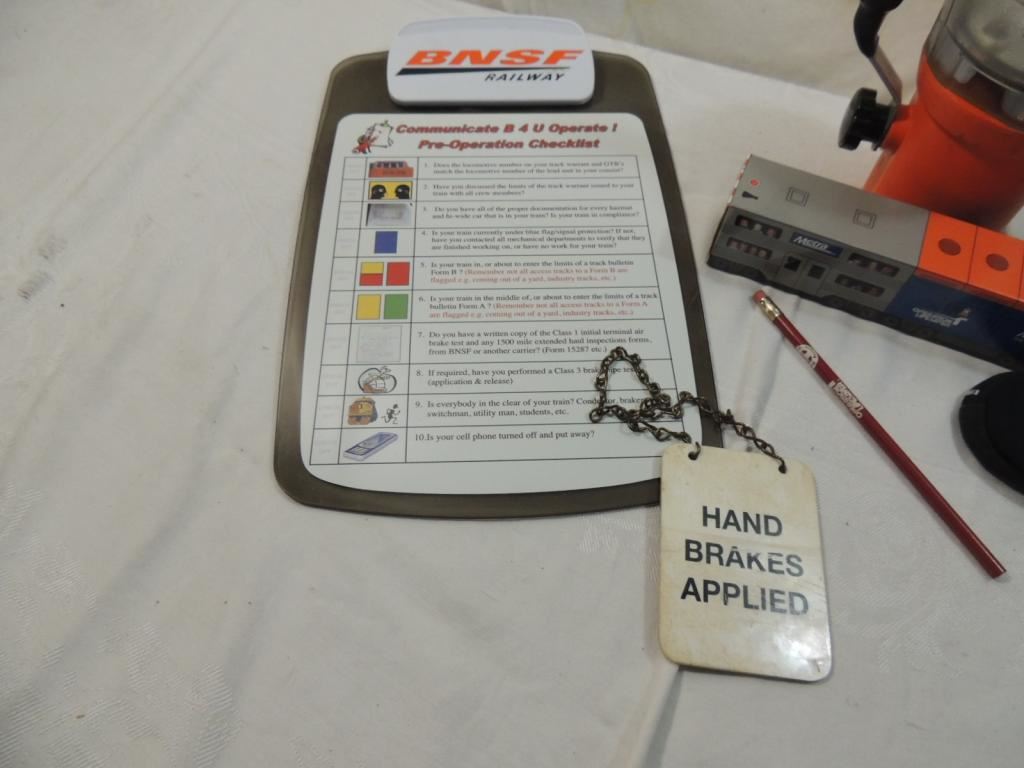 BNSF
RAILWAY
Communicate B 4 U Operate !
Pre-Operation Checklist
1. Does the locomotive number on your track warrant and GTB's
match the locomotive number of the lead unit in your consist?
2. Have you discussed the limits of the track warrant issued to your
train with all crew members?
3. Do you have all of the proper documentation for every hazmat
and hi-wide car that is in your train? Is your train in compliance?
4. Is your train currently under blue flag/signal protection? If not,
have you contacted all mechanical departments to verify that they
are finished working on, or have no work for your train?
5. Is your train in, or about to enter the limits of a track bulletin
Form B ? (Remember not all access tracks to a Form B are
flagged e.g. coming out of a yard, industry tracks, etc.)
6. Is your train in the middle of, or about to enter the limits of a track
bulletin Form A ? (Remember not all access tracks to a Form A
are flagged e.g. coming out of a yard, industry tracks, etc.)
7. Do you have a written copy of the Class 1 initial terminal air
brake test and any 1500 mile extended haul inspections forms,
from BNSF or another carrier? (Form 15287 etc.)
8. If required, have you performed a Class 3 brake pipe test
(application & release)
9. Is everybody in the clear of your train? Conductor, brakeman,
switchman, utility man, students, etc.
10.Is your cell phone turned off and put away?
HAND
BRAKES
APPLIED
Metra